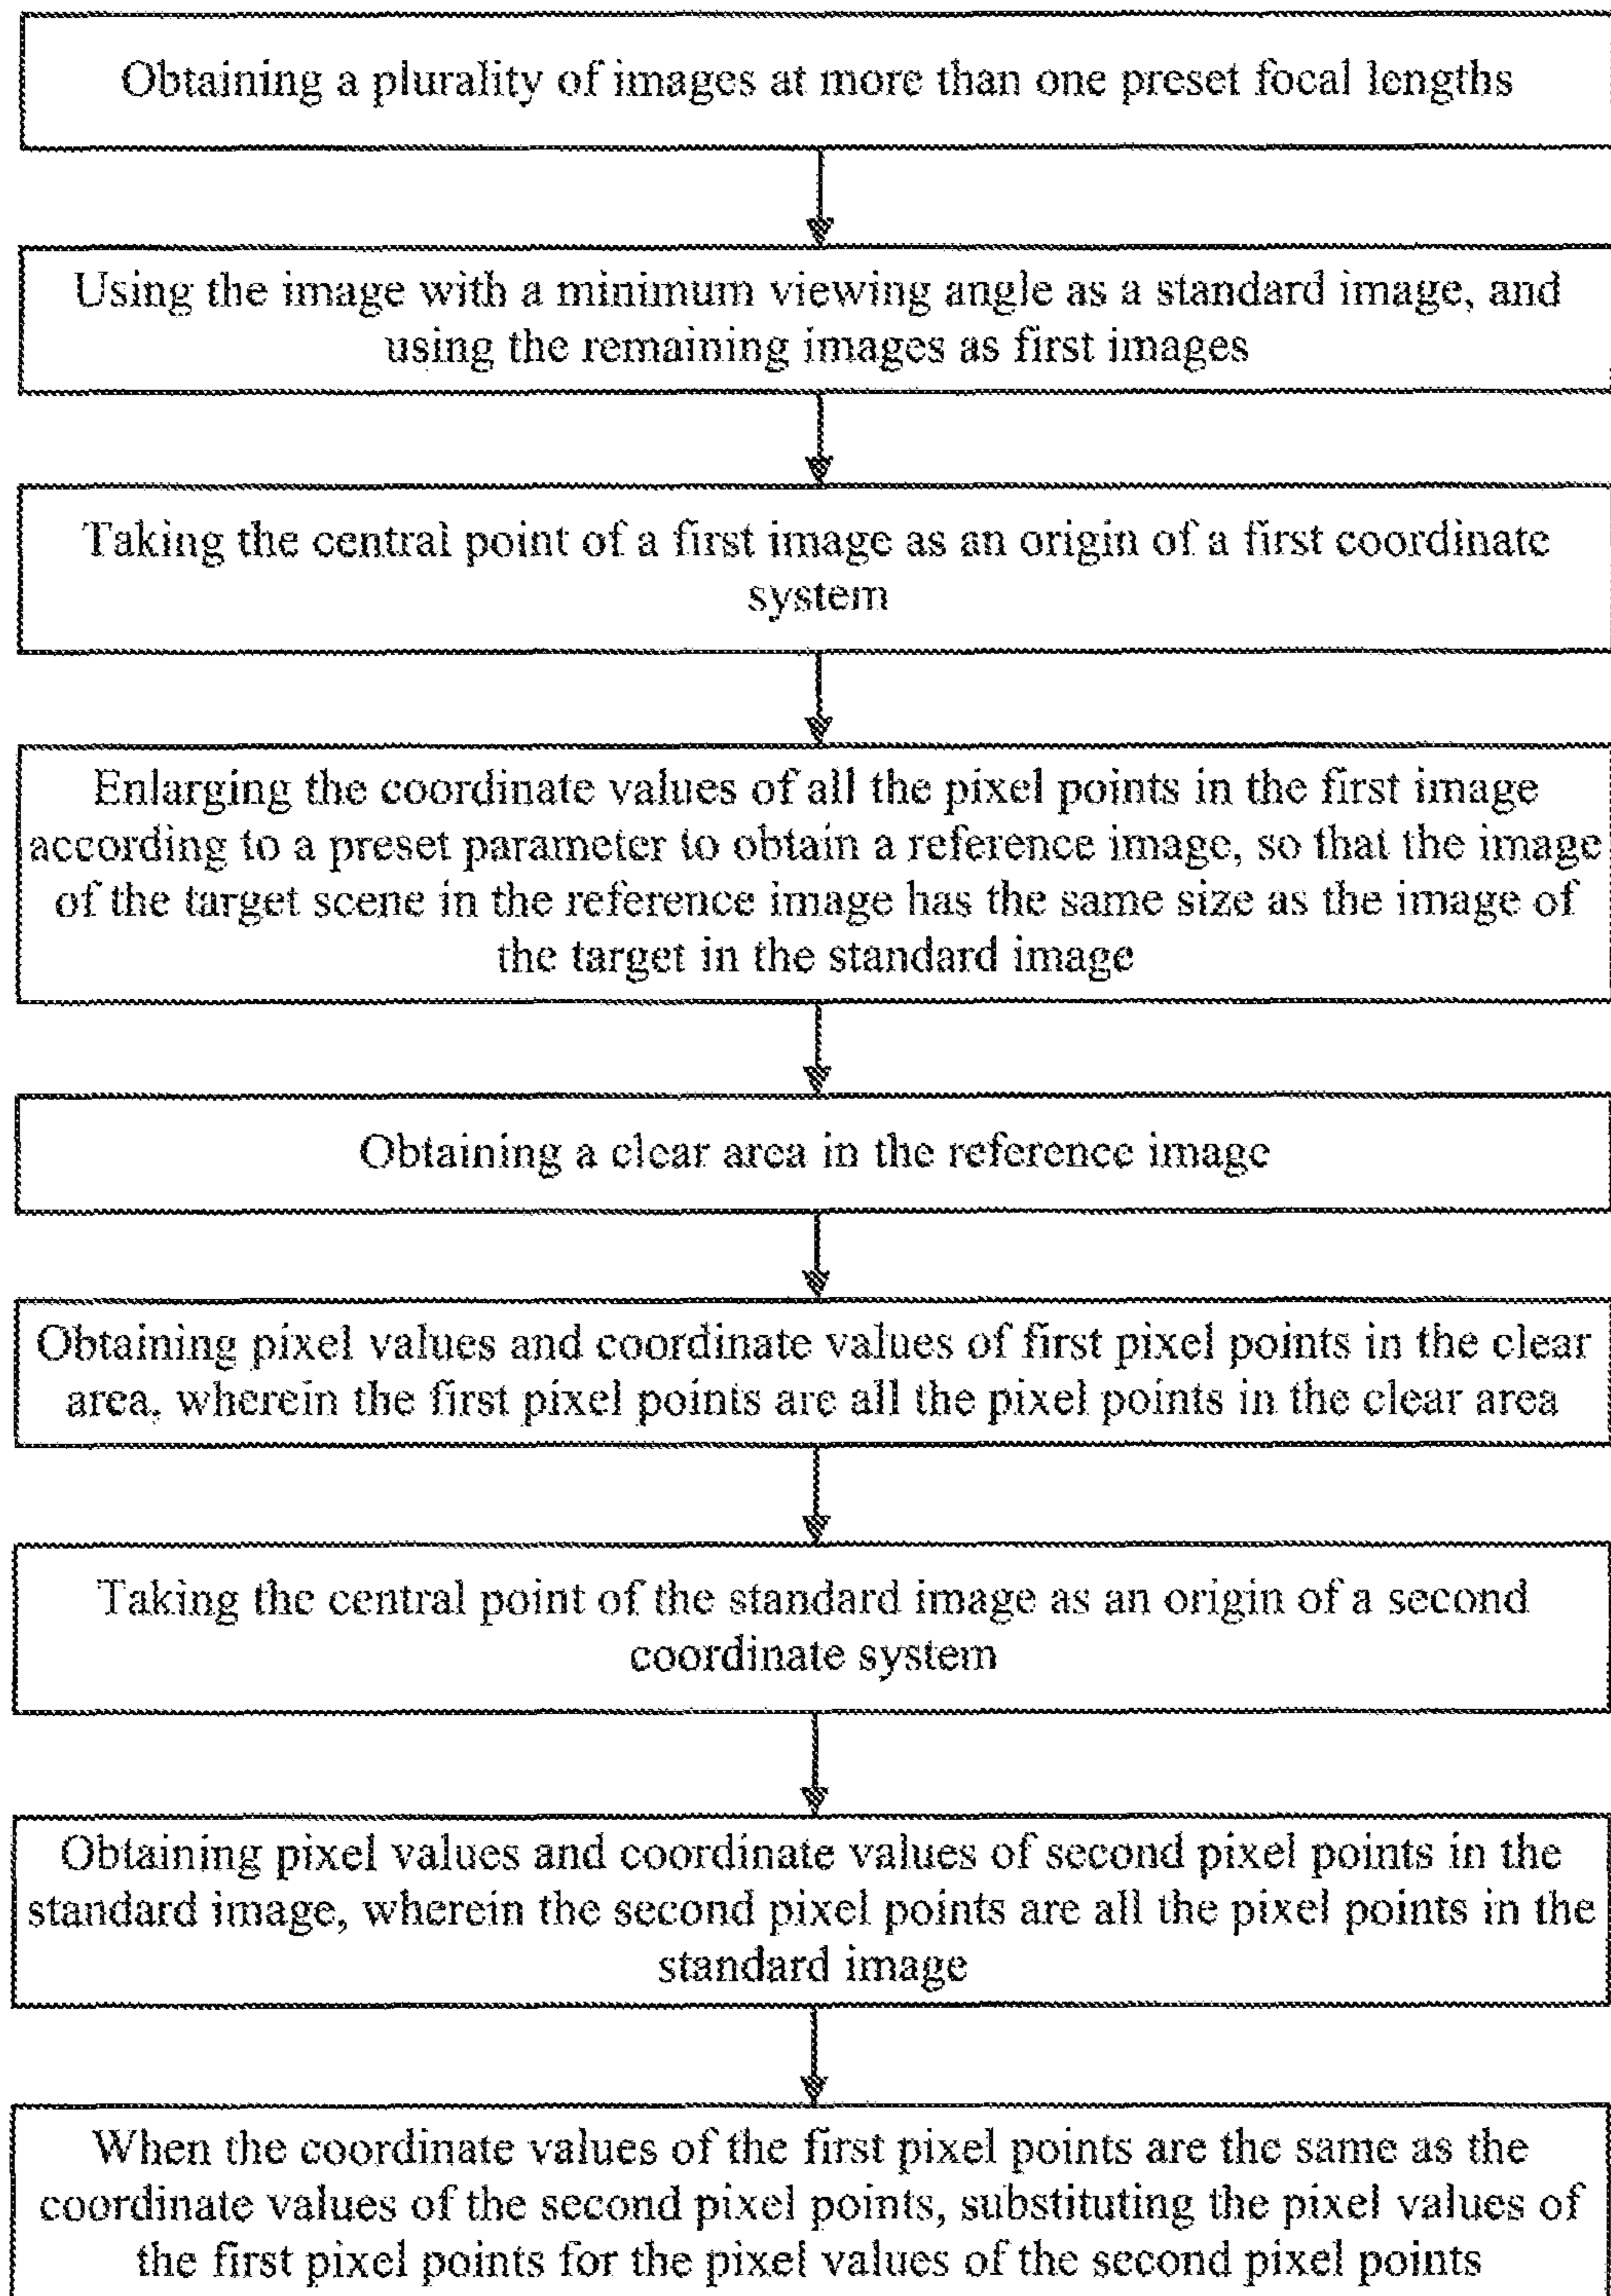 Obtaining a plurality of images at more than one preset focal lengths
Using the image with a minimum viewing angle as a standard image, and
using the remaining images as first images
Taking the central point of a first image as an origin of a first coordinate
system
Enlarging the coordinate values of all the pixel points in the first image
according to a preset parameter to obtain a reference image, so that the image
of the target scene in the reference image has the same size as the image of
the target in the standard image
Obtaining a clear area in the reference image
Obtaining pixel values and coordinate values of first pixel points in the clear
area, wherein the first pixel points are all the pixel points in the clear area
Taking the central point of the standard image as an origin of a second
coordinate system
Obtaining pixel values and coordinate values of second pixel points in the
standard image, wherein the second pixel points are all the pixel points in the
standard image
When the coordinate values of the first pixel points are the same as the
coordinate values of the second pixel points, substituting the pixel values of
the first pixel points for the pixel values of the second pixel points